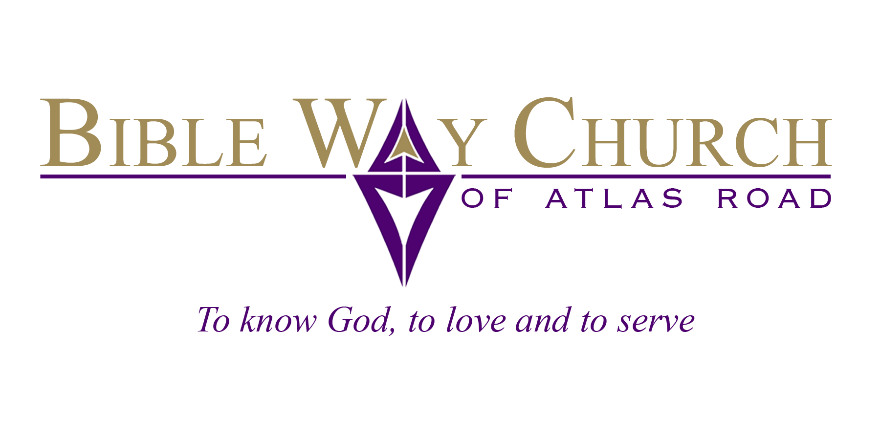 BIBLE WAY CHURCH
OF ATLAS ROAD
To know God, to love and to serve